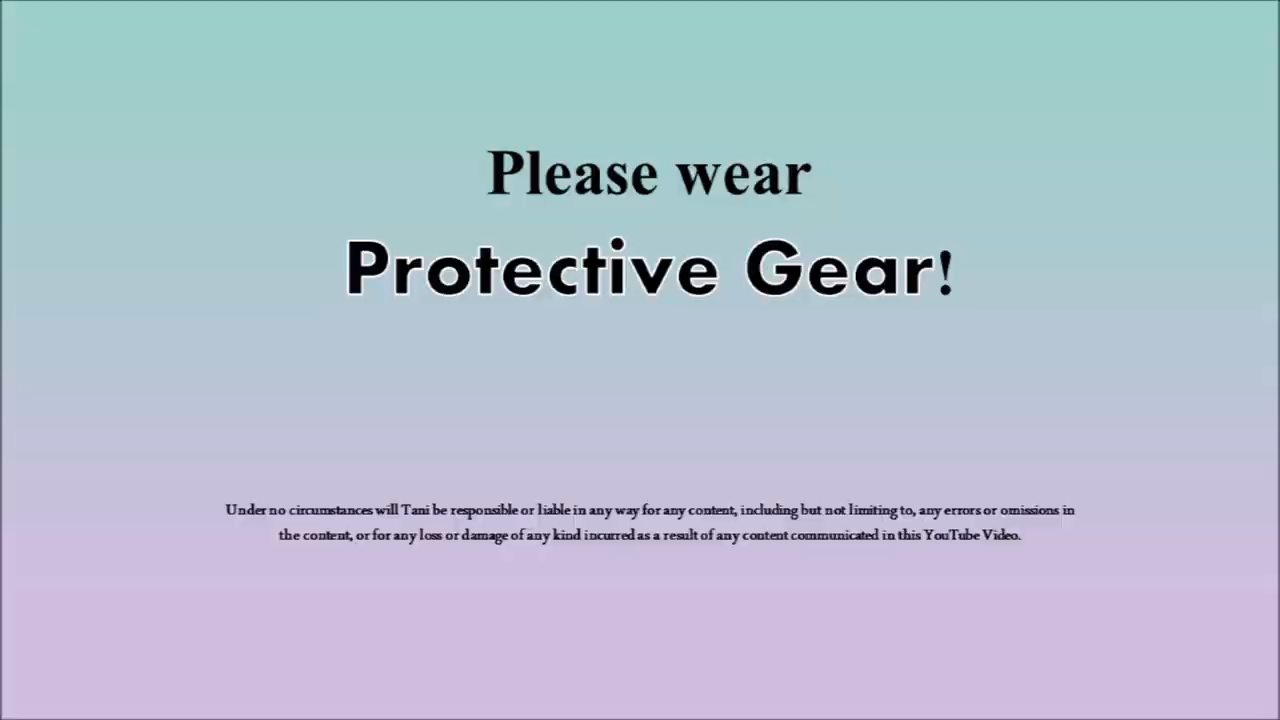 Please wear
Protective Gear!
Under no circumstances will Tani be responsible or liable in any way for any content, including but not limiting to, any errors or omissions in
the content, or for any loss or damage of any kind incurred as a result of any content communicated in this YouTube Video.